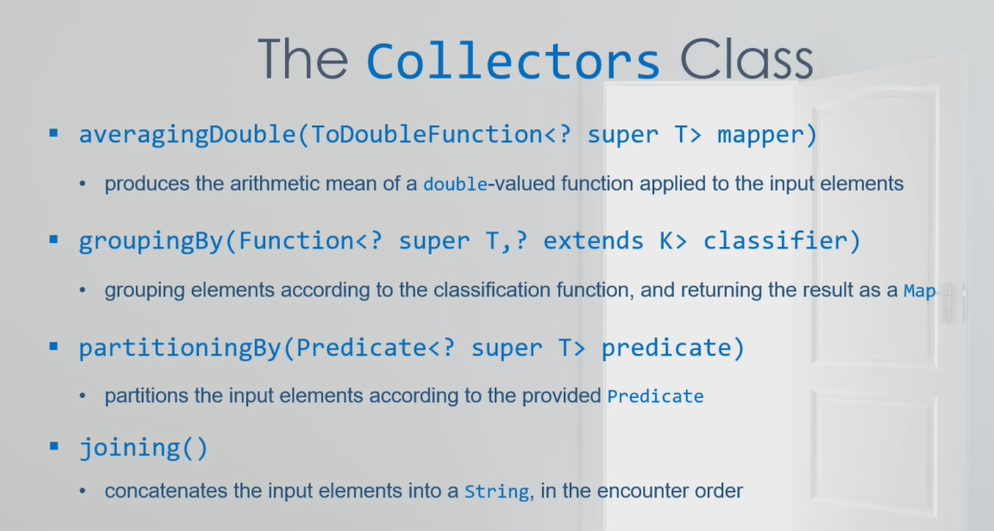 The Collectors Class
▪ averagingDouble(ToDoubleFunction<? super T> mapper)
• produces the arithmetic mean of a double-valued function applied to the input elements
▪ groupingBy(Function<? super T,? extends K> classifier)
• grouping elements according to the classification function, and returning the result as a Map
▪ partitioningBy(Predicate<? super T> predicate)
• partitions the input elements according to the provided Predicate
▪ joining()
• concatenates the input elements into a String, in the encounter order